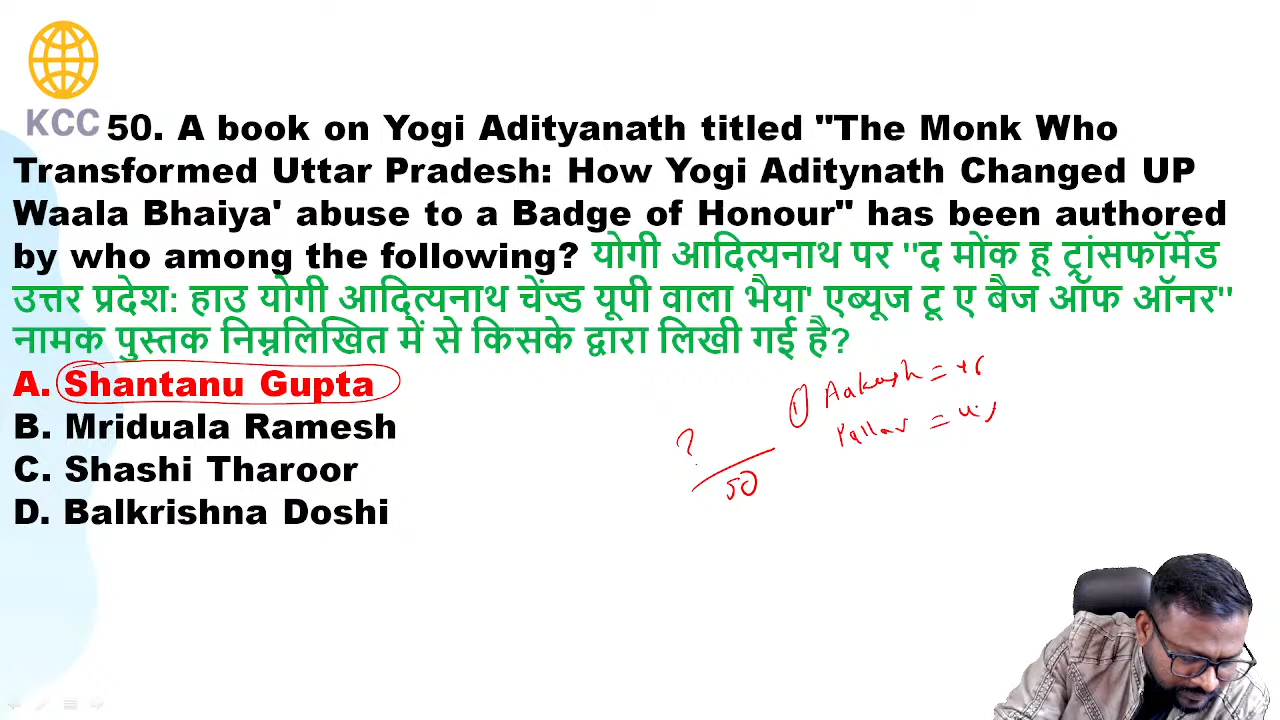 KCC
50. A book on Yogi Adityanath titled "The Monk Who
Transformed Uttar Pradesh: How Yogi Aditynath Changed UP
Waala Bhaiya' abuse to a Badge of Honour" has been authored
by who among the following? योगी आदित्यनाथ पर "द मोंक हू ट्रांसफॉर्मेड
उत्तर प्रदेश: हाउ योगी आदित्यनाथ चेंज्ड यूपी वाला भैया' एब्यूज टू ए बैज ऑफ ऑनर"
नामक पुस्तक निम्नलिखित में से किसके द्वारा लिखी गई है?
A. Shantanu Gupta
B. Mriduala Ramesh
C. Shashi Tharoor
D. Balkrishna Doshi
① Aakash =
=
?
50